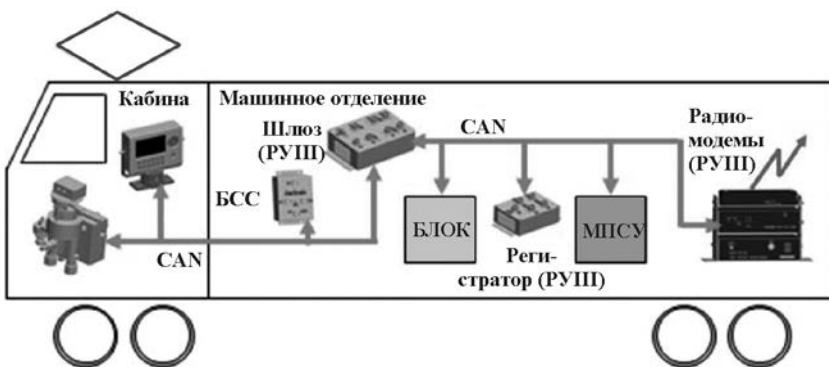 Кабина
Машинное отделение
Шлюз
(РУШ)
CAN
Радио-
модемы
(РУШ)
БСС
БЛОК
МПСУ
CAN
Реги-
стратор (РУШ)